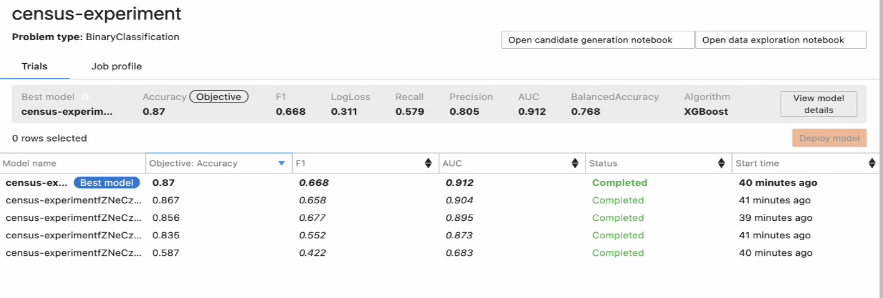 census-experiment
Problem type: BinaryClassification
Open candidate generation notebook Open data exploration notebook
Trials Job profile
Best model Accuracy Objective F1 LogLoss Recall Precision AUC BalancedAccuracy Algorithm
census-experim... 0.87 0.668 0.311 0.579 0.805 0.912 0.768 XGBoost
View model details
0 rows selected
Deploy model
Model name Objective: Accuracy F1 AUC Status Start time
census-ex... Best model 0.87 0.668 0.912 Completed 40 minutes ago
census-experimentfZNeCz... 0.867 0.658 0.904 Completed 41 minutes ago
census-experimentfZNeCz... 0.856 0.677 0.895 Completed 39 minutes ago
census-experimentfZNeCz... 0.835 0.552 0.873 Completed 41 minutes ago
census-experimentfZNeCz... 0.587 0.422 0.683 Completed 40 minutes ago